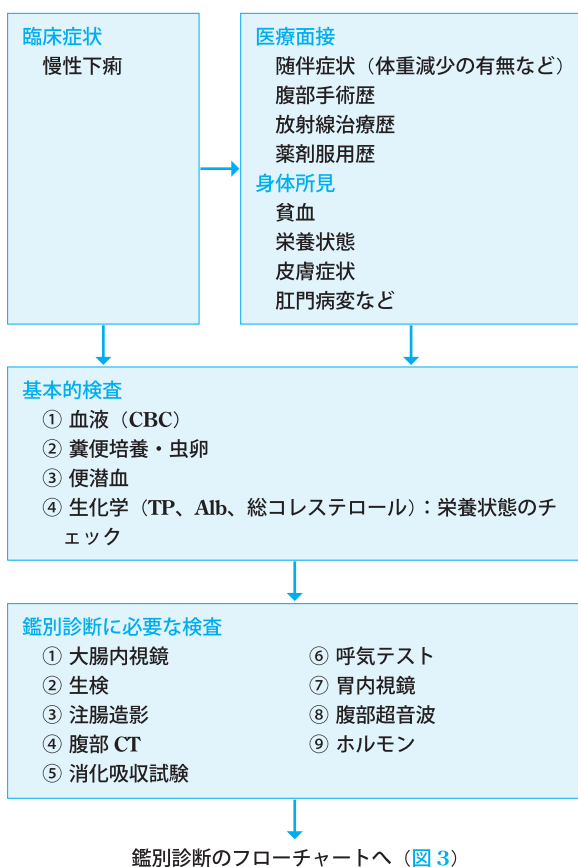 臨床症状
慢性下痢
医療面接
随伴症状（体重減少の有無など）
腹部手術歴
放射線治療歴
薬剤服用歴
身体所見
貧血
栄養状態
皮膚症状
肛門病変など
基本的検査
① 血液（CBC）
② 糞便培養・虫卵
③ 便潜血
④ 生化学（TP、Alb、総コレステロール）：栄養状態のチ
ェック
鑑別診断に必要な検査
① 大腸内視鏡
② 生検
③ 注腸造影
④ 腹部 CT
⑤ 消化吸収試験
⑥ 呼気テスト
⑦ 胃内視鏡
⑧ 腹部超音波
⑨ ホルモン
鑑別診断のフローチャートへ（図 3）